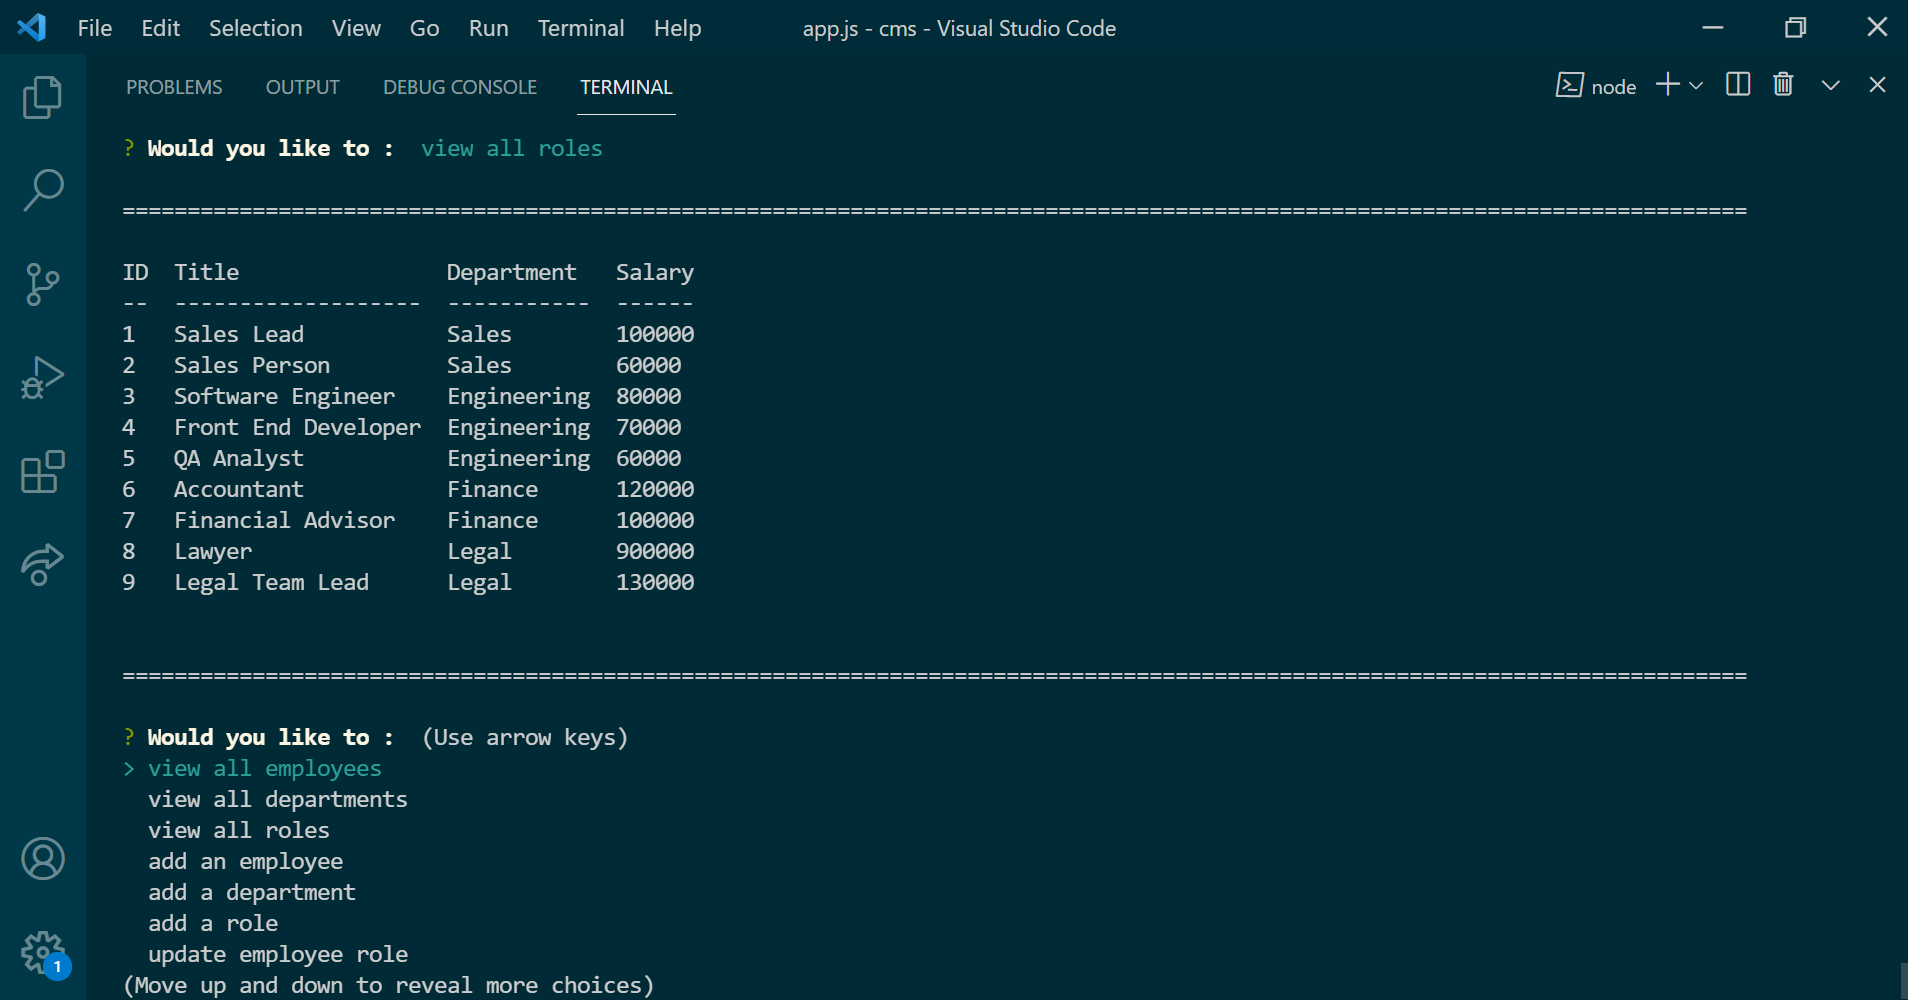 File Edit Selection View Go Run Terminal Help app.js - cms - Visual Studio Code
PROBLEMS OUTPUT DEBUG CONSOLE TERMINAL node
? Would you like to :  view all roles
=============================================================================================================================
ID  Title                Department   Salary
--  -------------------  -----------  ------
1   Sales Lead           Sales        100000
2   Sales Person         Sales        60000
3   Software Engineer    Engineering  80000
4   Front End Developer  Engineering  70000
5   QA Analyst           Engineering  60000
6   Accountant           Finance      120000
7   Financial Advisor    Finance      100000
8   Lawyer               Legal        900000
9   Legal Team Lead      Legal        130000
=============================================================================================================================
? Would you like to :  (Use arrow keys)
> view all employees
view all departments
view all roles
add an employee
add a department
add a role
update employee role
1
(Move up and down to reveal more choices)